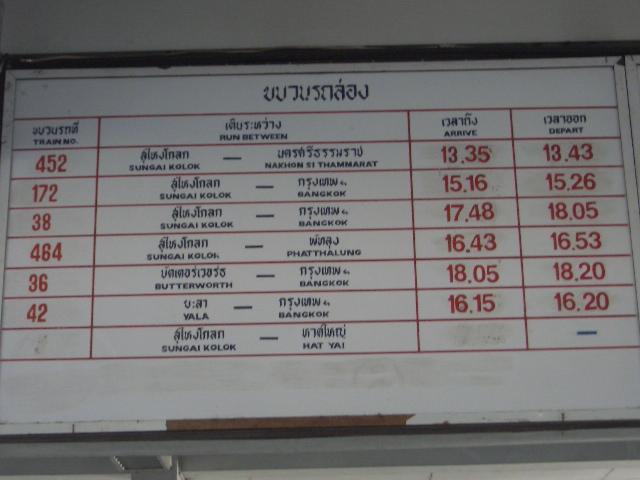 ขบวนรถล่อง
ขบวนรถที่ เดินระหว่าง เวลาถึง เวลาออก
TRAIN NO. RUN BETWEEN ARRIVE DEPART
452 สุไหงโกลก — นครศรีธรรมราช 13.35 13.43
SUNGAI KOLOK NAKHON SI THAMMARAT
172 สุไหงโกลก — กรุงเทพฯ 15.16 15.26
SUNGAI KOLOK BANGKOK
38 สุไหงโกลก — กรุงเทพฯ 17.48 18.05
SUNGAI KOLOK BANGKOK
464 สุไหงโกลก — พัทลุง 16.43 16.53
SUNGAI KOLOK PHATTHALUNG
36 บัตเตอร์เวอร์ธ — กรุงเทพฯ 18.05 18.20
BUTTERWORTH BANGKOK
42 ยะลา — กรุงเทพฯ 16.15 16.20
YALA BANGKOK
สุไหงโกลก — หาดใหญ่ —
SUNGAI KOLOK HAT YAI